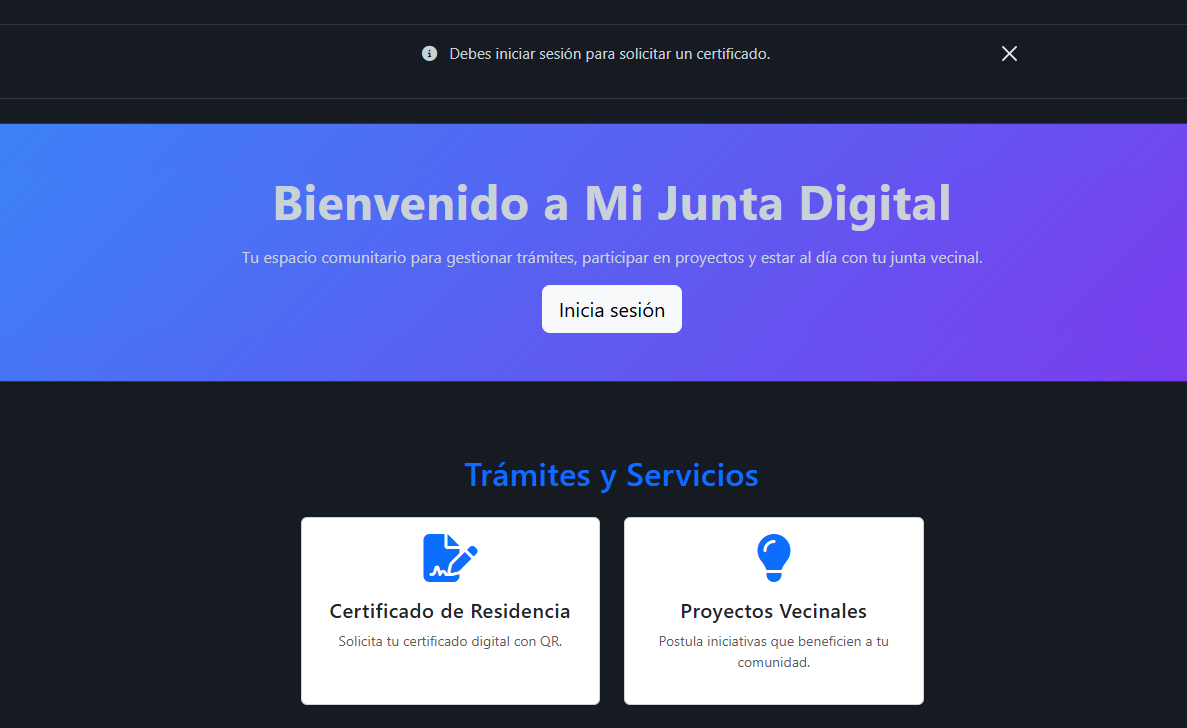 Debes iniciar sesión para solicitar un certificado.
Bienvenido a Mi Junta Digital
Tu espacio comunitario para gestionar trámites, participar en proyectos y estar al día con tu junta vecinal.
Inicia sesión
Trámites y Servicios
Certificado de Residencia
Solicita tu certificado digital con QR.
Proyectos Vecinales
Postula iniciativas que beneficien a tu
comunidad.